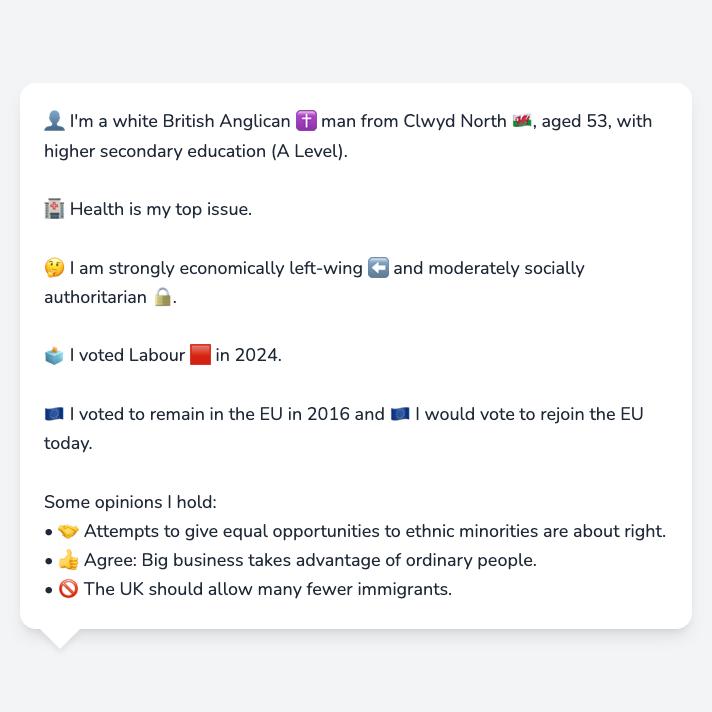 👤 I'm a white British Anglican ✝️ man from Clwyd North 🏴󠁧󠁢󠁷󠁬󠁳󠁿, aged 53, with
higher secondary education (A Level).
🏥 Health is my top issue.
🤔 I am strongly economically left-wing ⬅️ and moderately socially
authoritarian 🔒.
🗳️ I voted Labour 🟥 in 2024.
🇪🇺 I voted to remain in the EU in 2016 and 🇪🇺 I would vote to rejoin the EU
today.
Some opinions I hold:
• 🤝 Attempts to give equal opportunities to ethnic minorities are about right.
• 👍 Agree: Big business takes advantage of ordinary people.
• 🚫 The UK should allow many fewer immigrants.